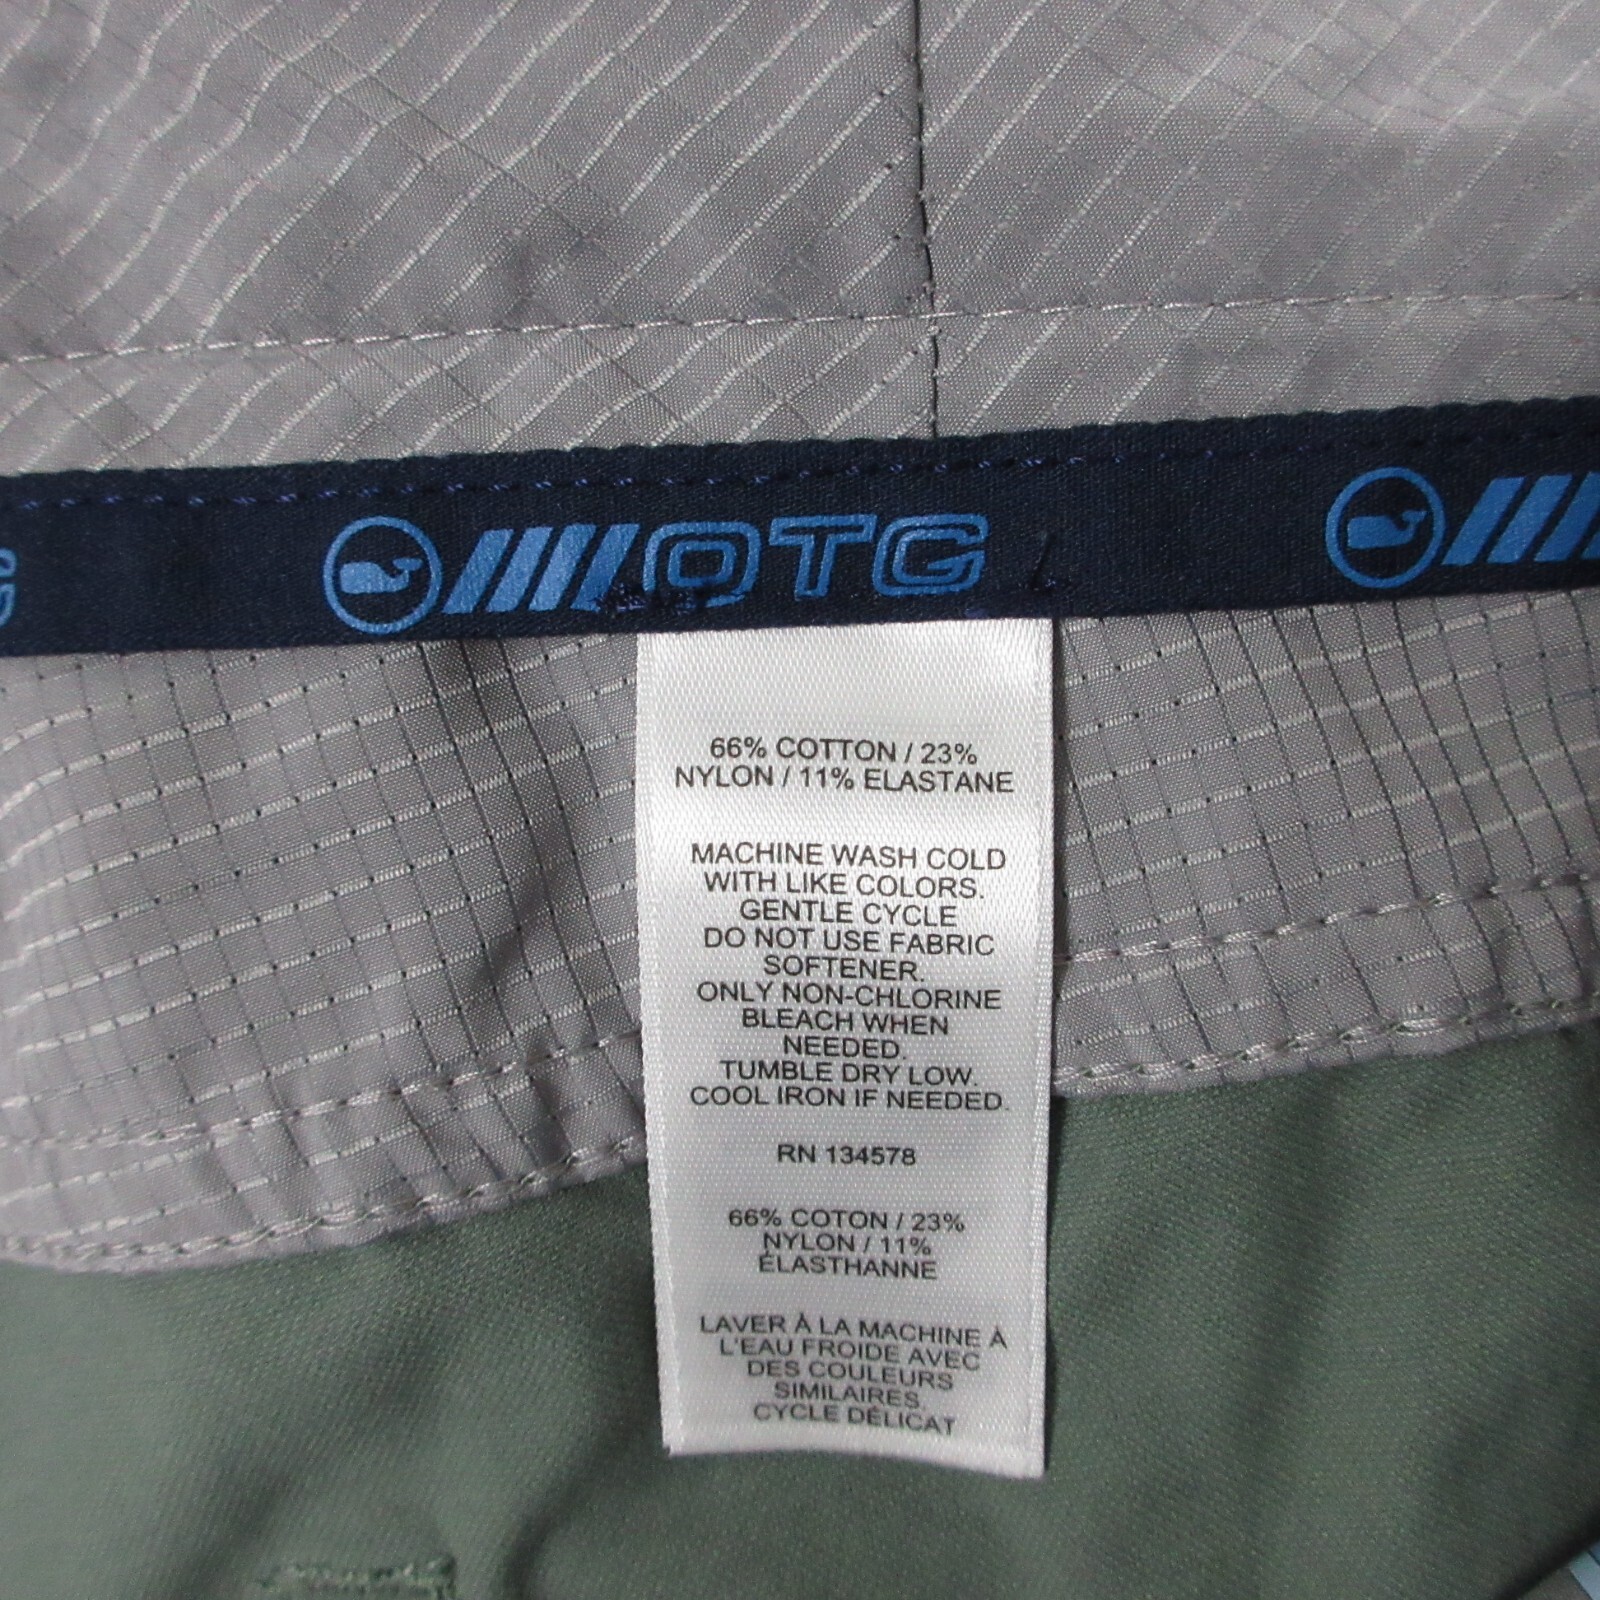 OTG
66% COTTON / 23%
NYLON / 11% ELASTANE
MACHINE WASH COLD
WITH LIKE COLORS.
GENTLE CYCLE
DO NOT USE FABRIC
SOFTENER.
ONLY NON-CHLORINE
BLEACH WHEN
NEEDED.
TUMBLE DRY LOW.
COOL IRON IF NEEDED.
RN 134578
66% COTON / 23%
NYLON / 11%
ÉLASTHANNE
LAVER À LA MACHINE À
L'EAU FROIDE AVEC
DES COULEURS
SIMILAIRES.
CYCLE DÉLICAT